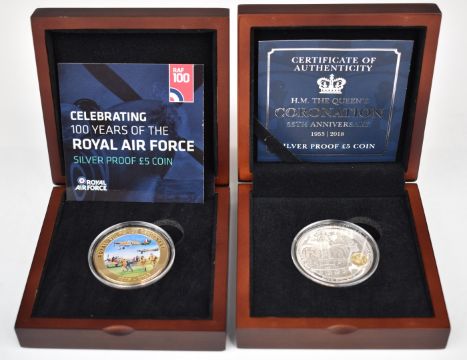 RAF
100
CELEBRATING
100 YEARS OF THE
ROYAL AIR FORCE
SILVER PROOF £5 COIN
ROYAL
AIR FORCE
CERTIFICATE OF
AUTHENTICITY
H.M. THE QUEEN'S
CORONATION
65TH ANNIVERSARY
1953 | 2018
SILVER PROOF £5 COIN